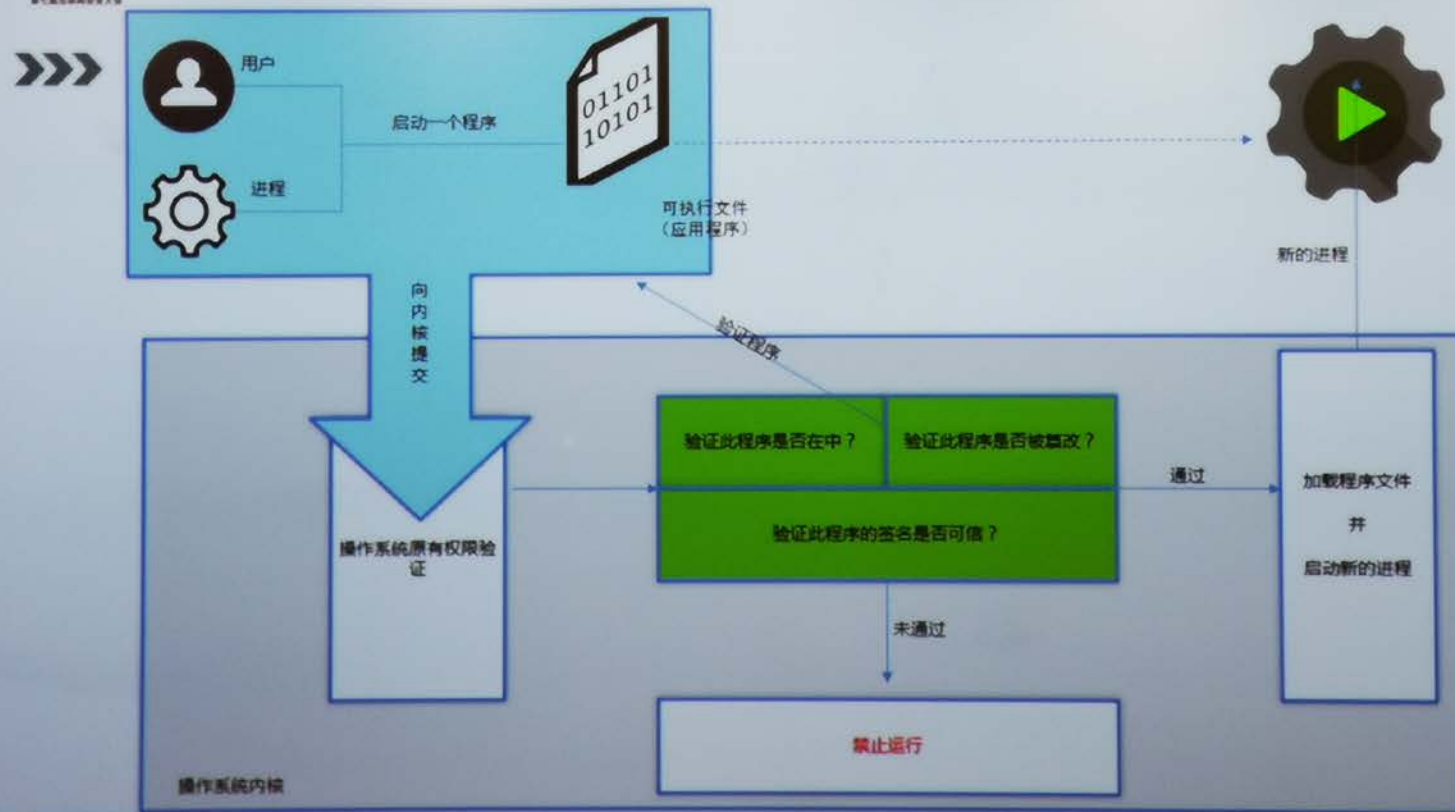 用户
启动一个程序
01101
10101
进程
可执行文件
（应用程序）
新的进程
向
内
核
提
交
验证程序
验证此程序是否在中？
验证此程序是否被篡改？
通过
加载程序文件
并
启动新的进程
操作系统原有权限验
证
验证此程序的签名是否可信？
未通过
禁止运行
操作系统内核